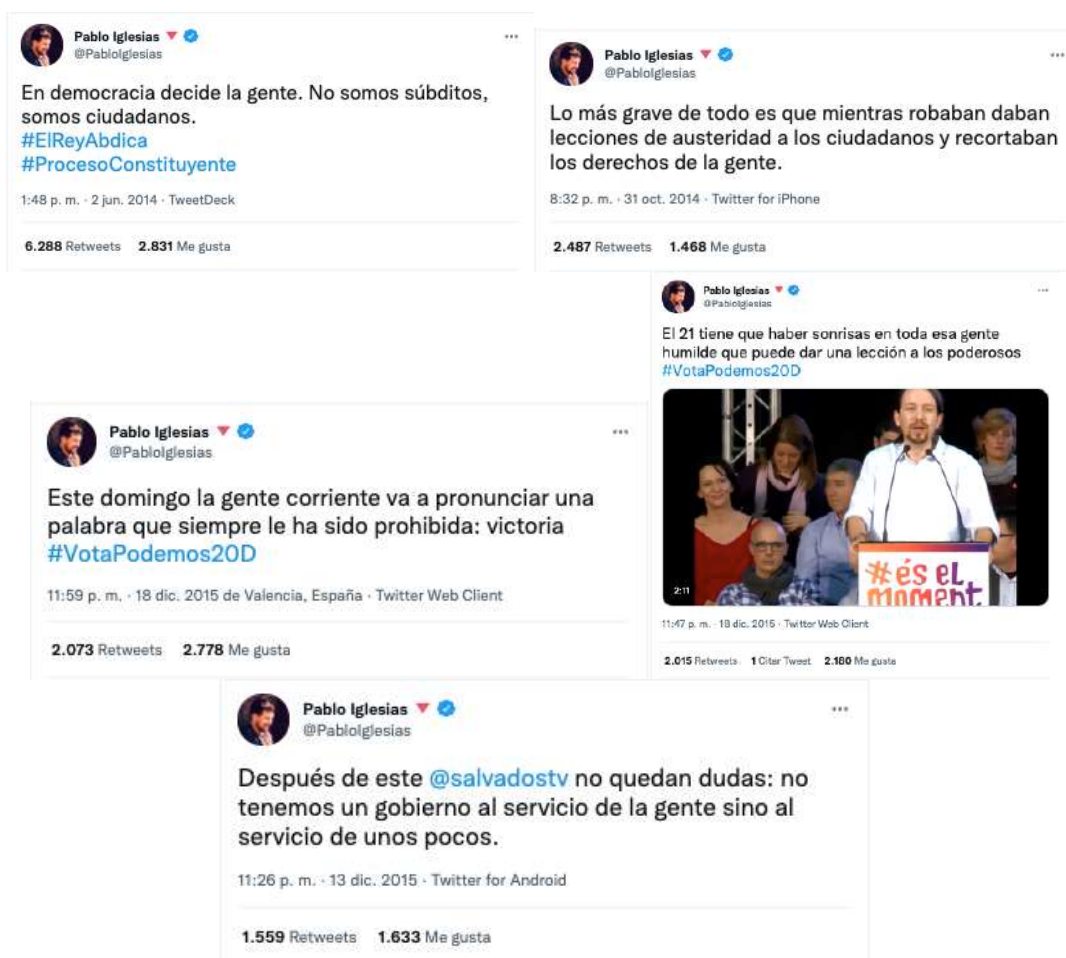 Pablo Iglesias
@PabloIglesias
En democracia decide la gente. No somos súbditos,
somos ciudadanos.
#ElReyAbdica
#ProcesoConstituyente
1:48 p. m. · 2 jun. 2014 · TweetDeck
6.288 Retweets 2.831 Me gusta
Pablo Iglesias
@PabloIglesias
Lo más grave de todo es que mientras robaban daban
lecciones de austeridad a los ciudadanos y recortaban
los derechos de la gente.
8:32 p. m. · 31 oct. 2014 · Twitter for iPhone
2.487 Retweets 1.468 Me gusta
Pablo Iglesias
@PabloIglesias
El 21 tiene que haber sonrisas en toda esa gente
humilde que puede dar una lección a los poderosos
#VotaPodemos20D
#és el
moment
2:11
11:47 p. m. · 18 dic. 2015 · Twitter Web Client
2.015 Retweets 1 Citar Tweet 2.180 Me gusta
Pablo Iglesias
@PabloIglesias
Este domingo la gente corriente va a pronunciar una
palabra que siempre le ha sido prohibida: victoria
#VotaPodemos20D
11:59 p. m. · 18 dic. 2015 de Valencia, España · Twitter Web Client
2.073 Retweets 2.778 Me gusta
Pablo Iglesias
@PabloIglesias
Después de este @salvadostv no quedan dudas: no
tenemos un gobierno al servicio de la gente sino al
servicio de unos pocos.
11:26 p. m. · 13 dic. 2015 · Twitter for Android
1.559 Retweets 1.633 Me gusta